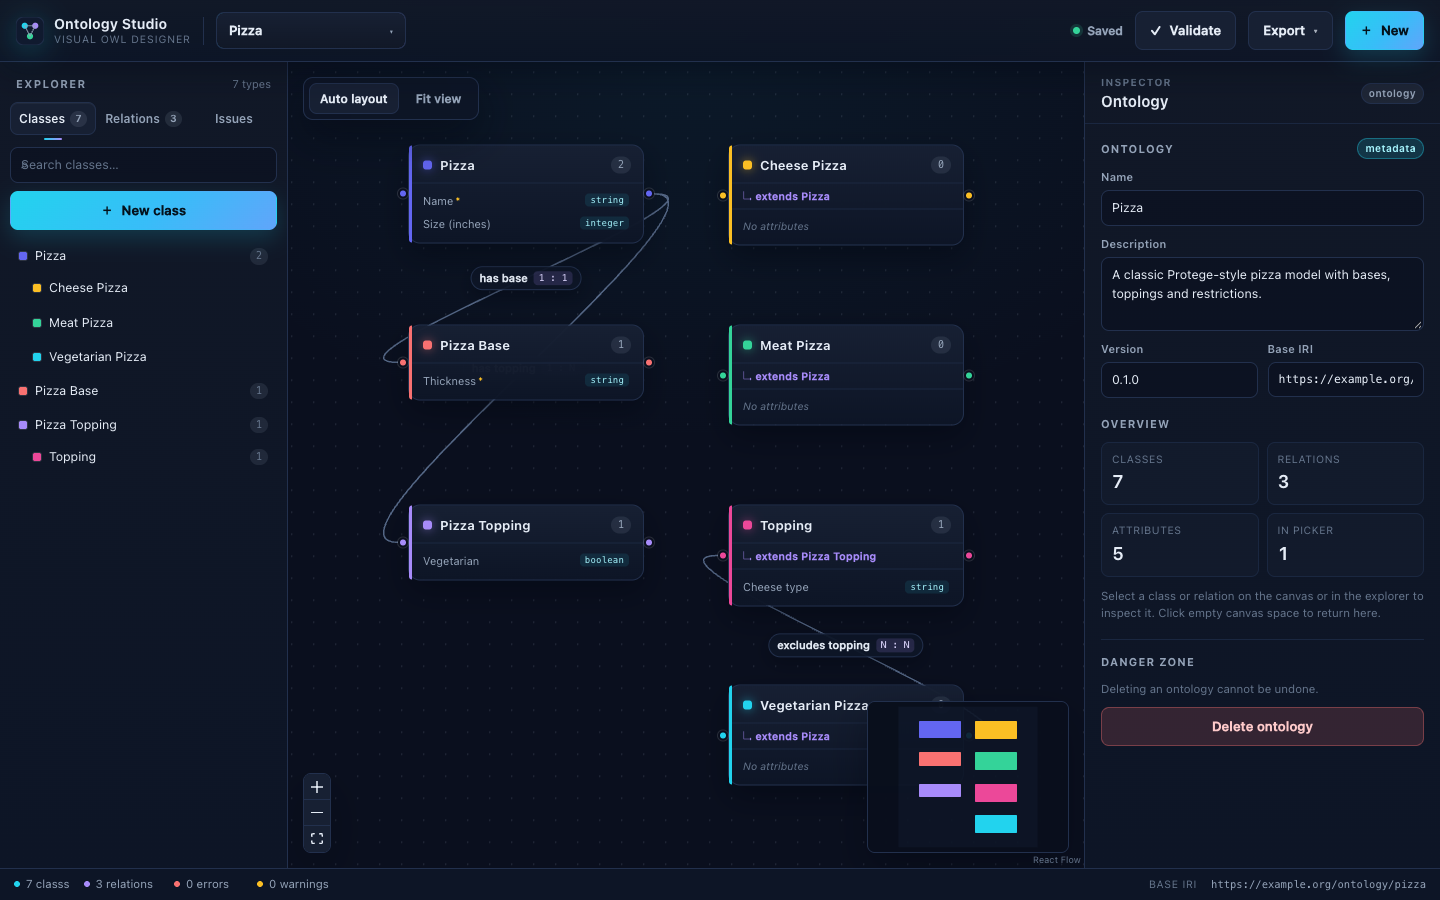 Ontology Studio
VISUAL OWL DESIGNER
Pizza
Saved
✓ Validate
Export
+ New
EXPLORER
7 types
Classes 7
Relations 3
Issues
Search classes...
+ New class
Pizza 2
Cheese Pizza
Meat Pizza
Vegetarian Pizza
Pizza Base 1
Pizza Topping 1
Topping 1
Auto layout
Fit view
Pizza 2
Name * string
Size (inches) integer
Cheese Pizza 0
extends Pizza
No attributes
has base 1 : 1
Pizza Base 1
Thickness * string
Meat Pizza 0
extends Pizza
No attributes
Pizza Topping 1
Vegetarian boolean
Topping 1
extends Pizza Topping
Cheese type string
excludes topping N : N
Vegetarian Pizza
extends Pizza
No attributes
React Flow
INSPECTOR
Ontology
ontology
ONTOLOGY
metadata
Name
Pizza
Description
A classic Protege-style pizza model with bases,
toppings and restrictions.
Version
Base IRI
0.1.0
https://example.org/
OVERVIEW
CLASSES
7
RELATIONS
3
ATTRIBUTES
5
IN PICKER
1
Select a class or relation on the canvas or in the explorer to
inspect it. Click empty canvas space to return here.
DANGER ZONE
Deleting an ontology cannot be undone.
Delete ontology
7 classs
3 relations
0 errors
0 warnings
BASE IRI https://example.org/ontology/pizza